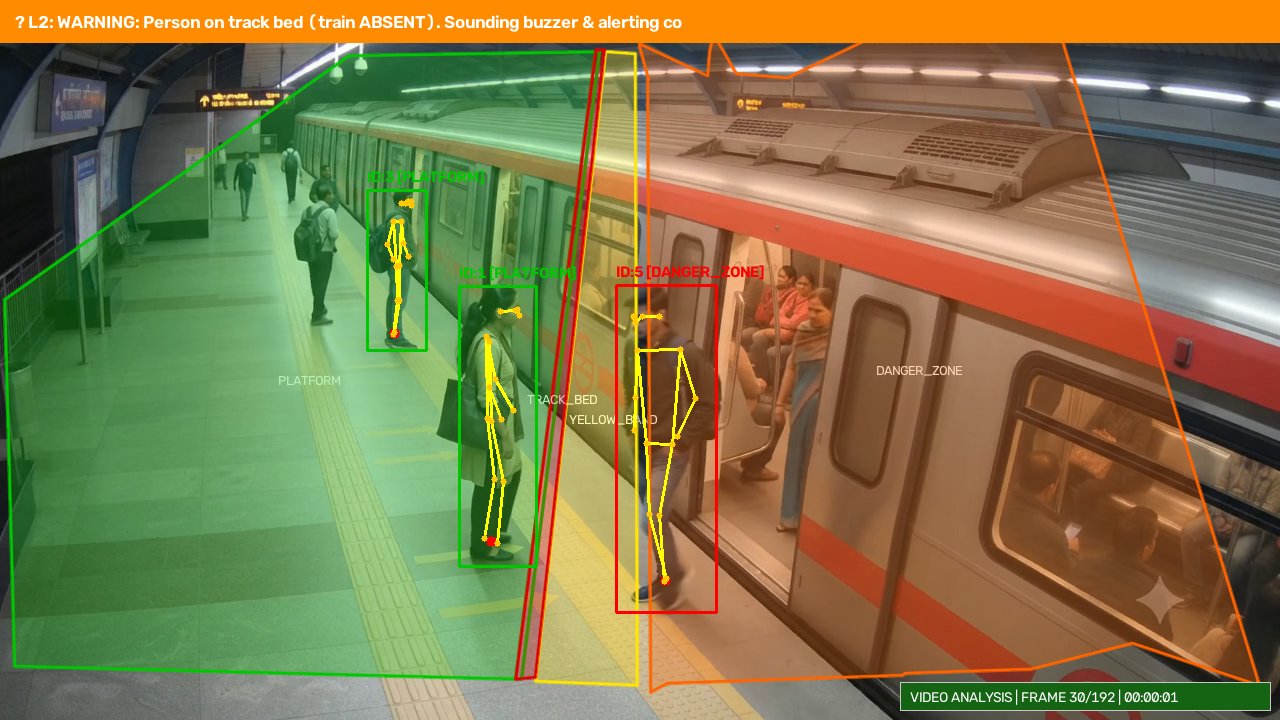 ? L2: WARNING: Person on track bed (train ABSENT). Sounding buzzer & alerting co
ID:3 [PLATFORM]
ID:1 [PLATFORM]
ID:5 [DANGER_ZONE]
PLATFORM
TRACK_BED
YELLOW_BAND
DANGER_ZONE
VIDEO ANALYSIS | FRAME 30/192 | 00:00:01